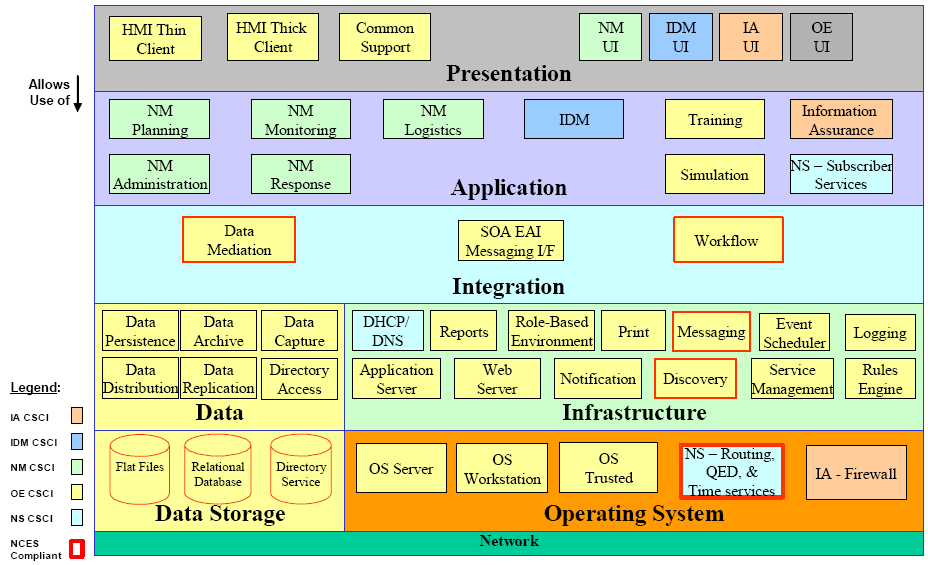 HMI Thin
Client
HMI Thick
Client
Common
Support
NM
UI
IDM
UI
IA
UI
OE
UI
Presentation
Allows
Use of
NM
Planning
NM
Monitoring
NM
Logistics
IDM
Training
Information
Assurance
NM
Administration
NM
Response
Simulation
NS – Subscriber
Services
Application
Data
Mediation
SOA EAI
Messaging I/F
Workflow
Integration
Data
Persistence
Data
Archive
Data
Capture
Data
Distribution
Data
Replication
Directory
Access
Data
DHCP/
DNS
Reports
Role-Based
Environment
Print
Messaging
Event
Scheduler
Logging
Application
Server
Web
Server
Notification
Discovery
Service
Management
Rules
Engine
Infrastructure
Flat Files
Relational
Database
Directory
Service
Data Storage
OS Server
OS
Workstation
OS
Trusted
NS – Routing,
QED, &
Time services
IA - Firewall
Operating System
Network
Legend:
IA CSCI
IDM CSCI
NM CSCI
OE CSCI
NS CSCI
NCES
Compliant